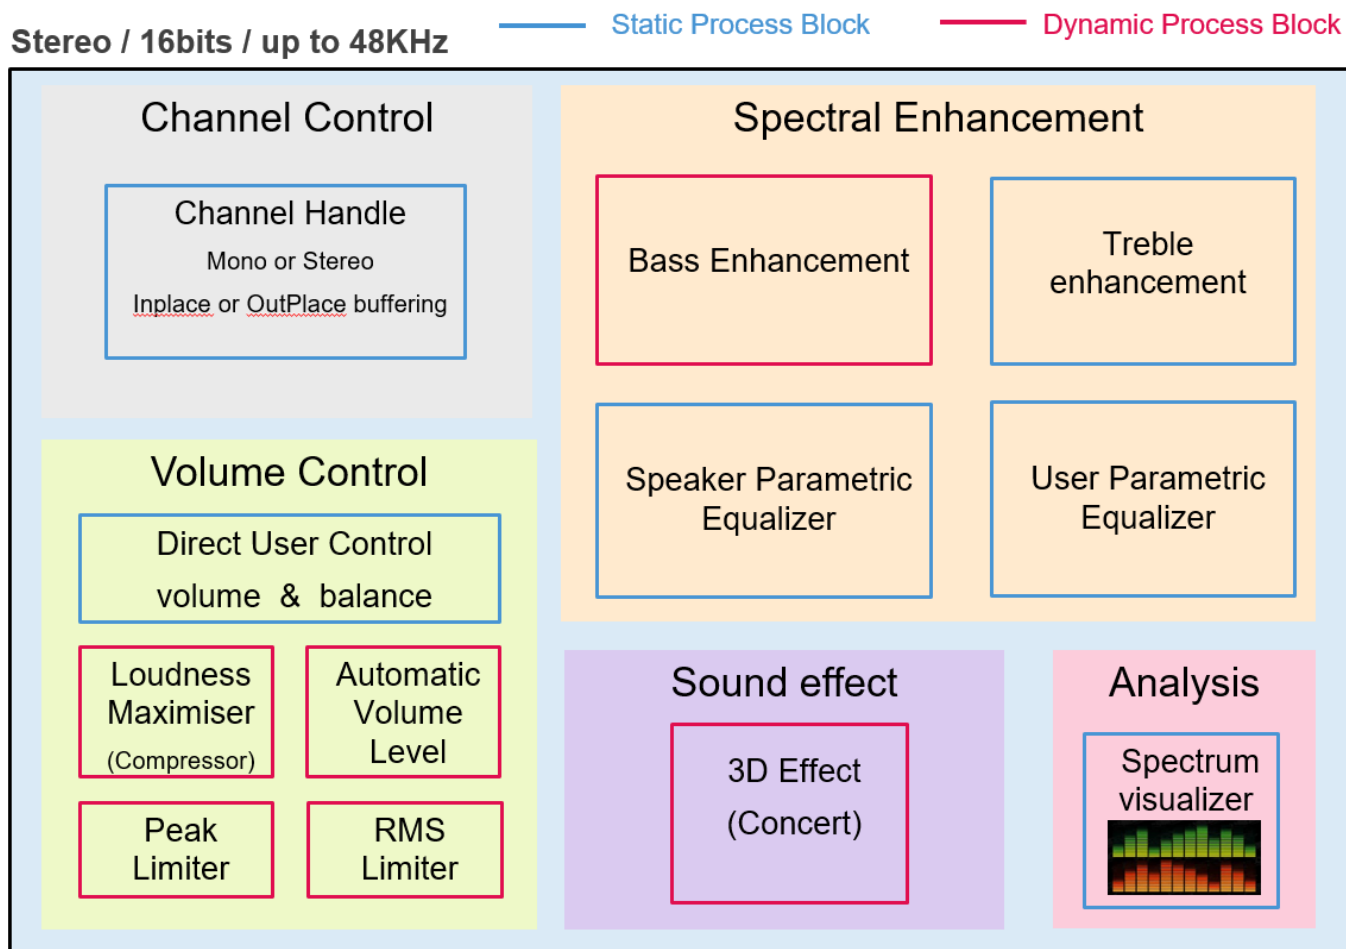 Static Process Block
Dynamic Process Block
Stereo / 16bits / up to 48KHz
Channel Control
Channel Handle
Mono or Stereo
Inplace or OutPlace buffering
Spectral Enhancement
Bass Enhancement
Treble
enhancement
Speaker Parametric
Equalizer
User Parametric
Equalizer
Volume Control
Direct User Control
volume & balance
Loudness
Maximiser
(Compressor)
Automatic
Volume
Level
Peak
Limiter
RMS
Limiter
Sound effect
3D Effect
(Concert)
Analysis
Spectrum
visualizer